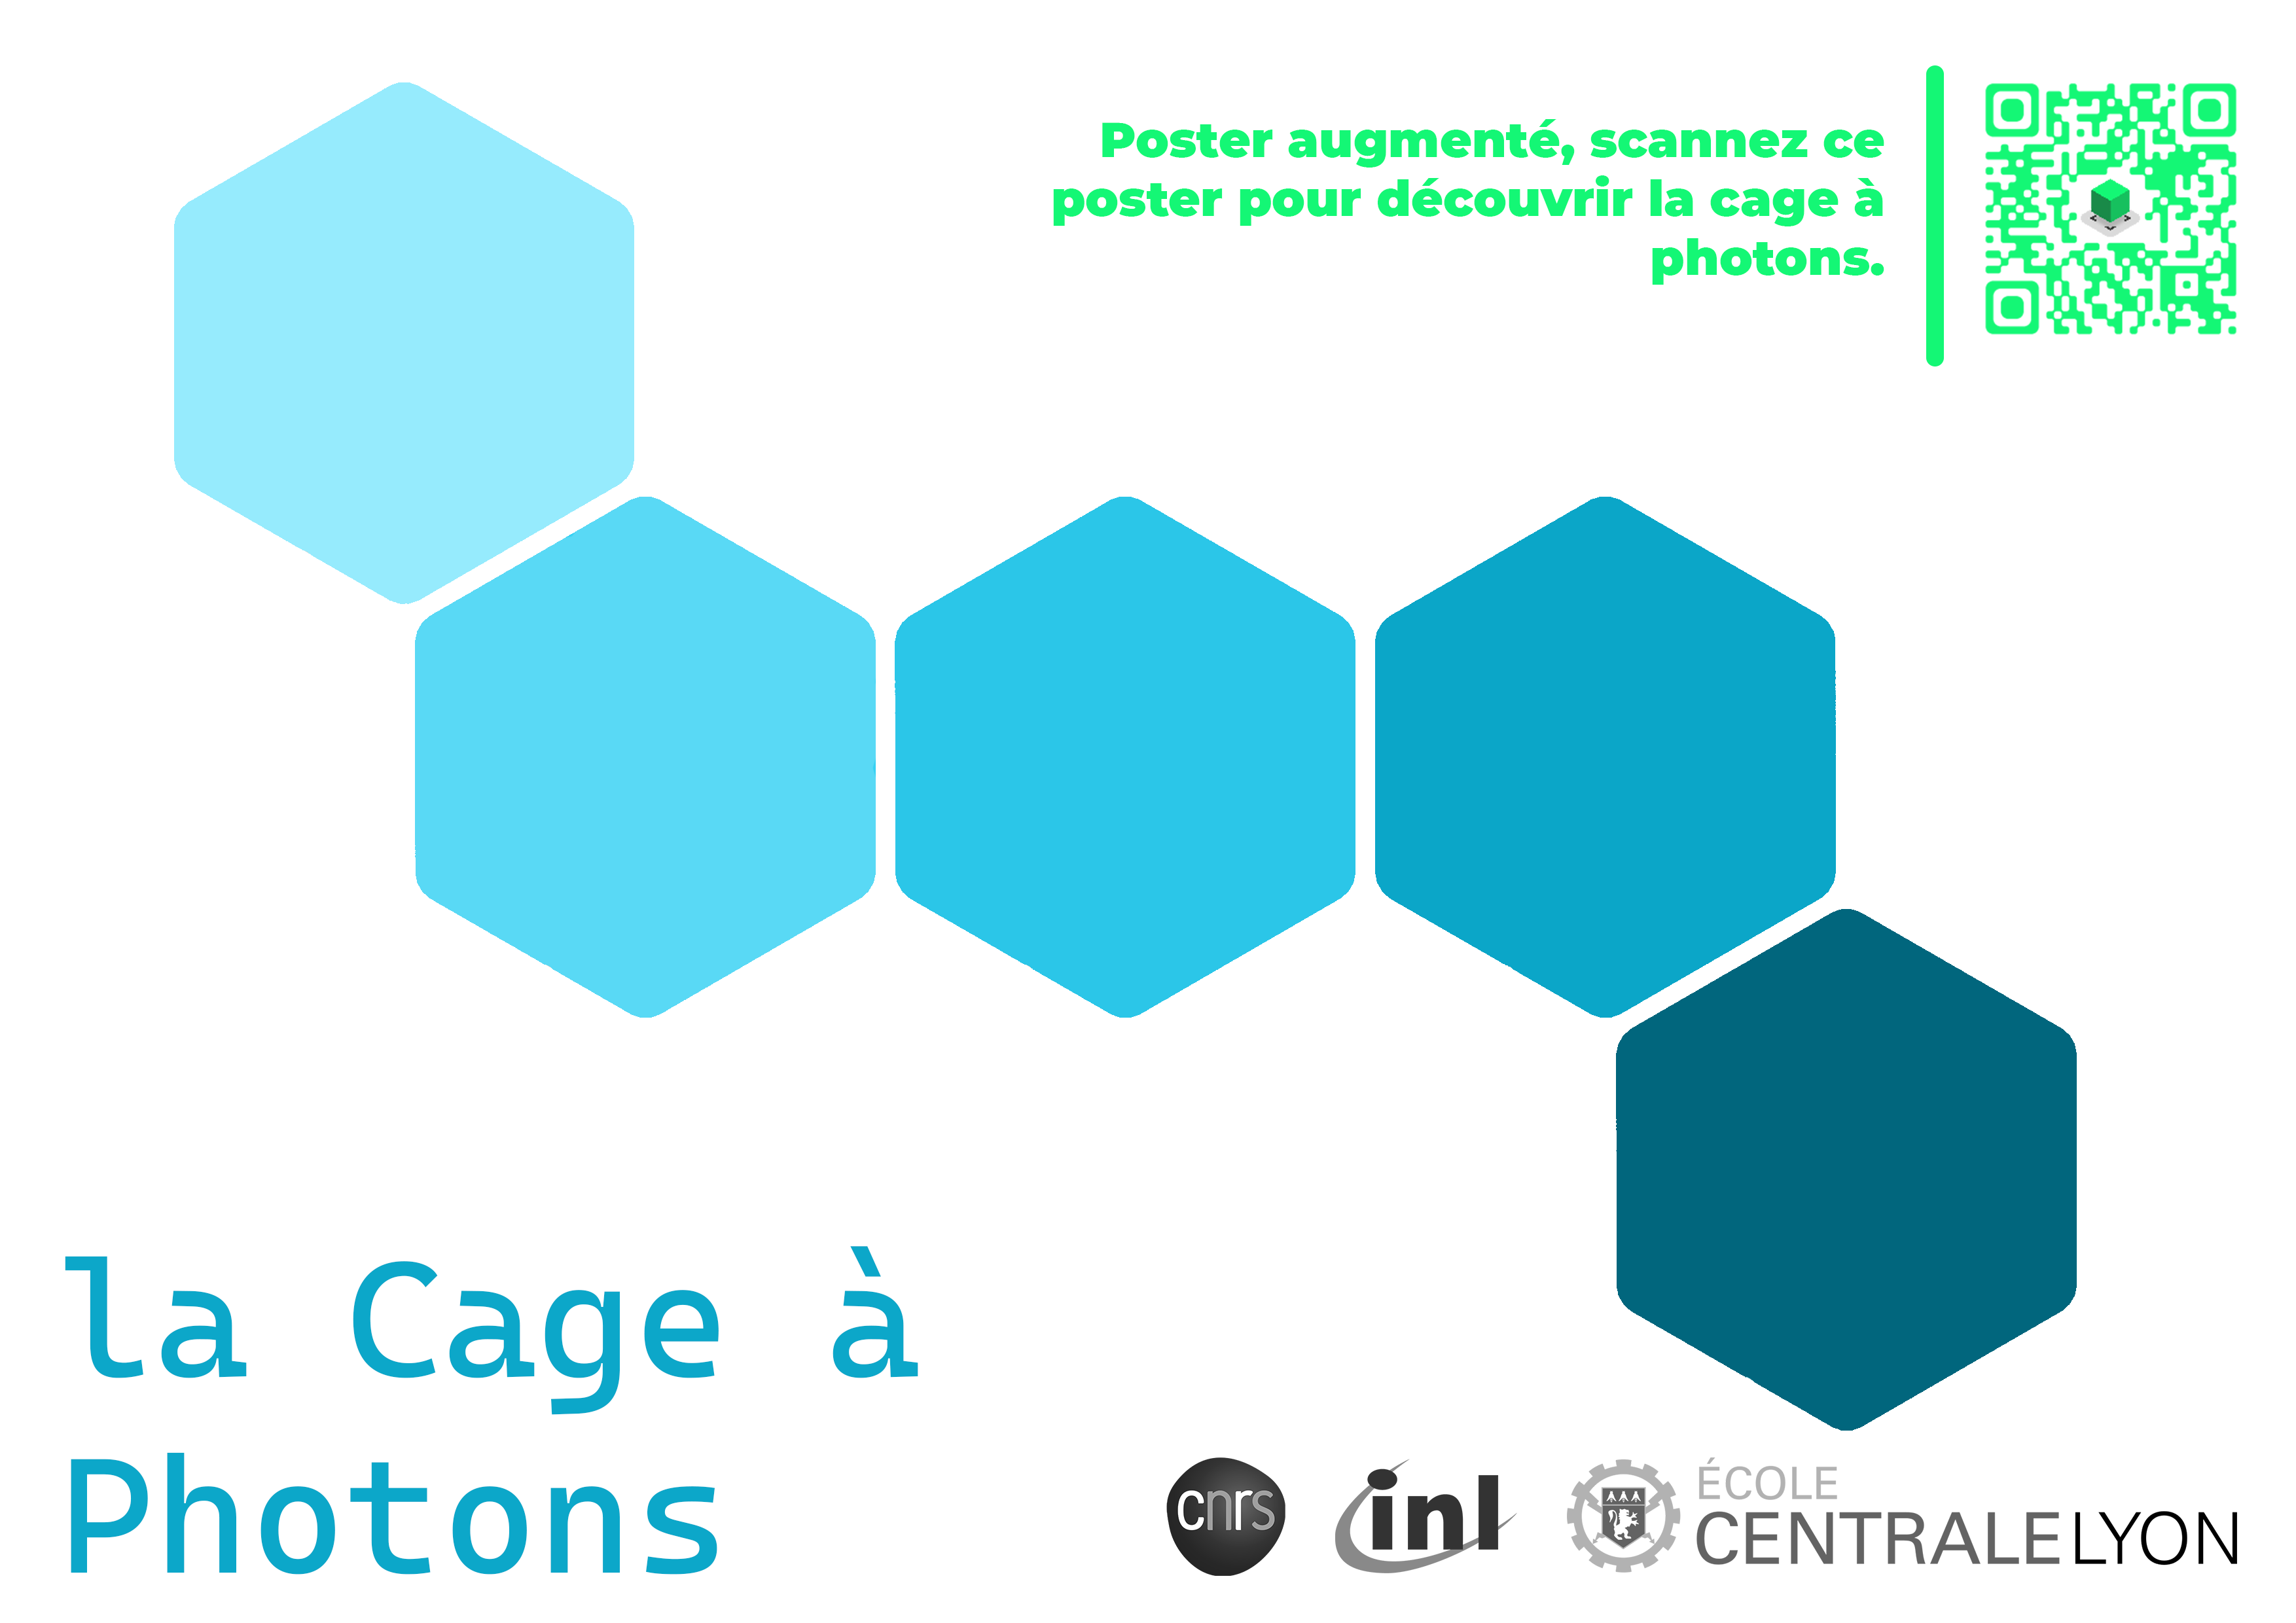 Poster augmenté, scannez ce
poster pour découvrir la cage à
photons.
la Cage à
Photons
cnrs
inl
ÉCOLE
CENTRALELYON